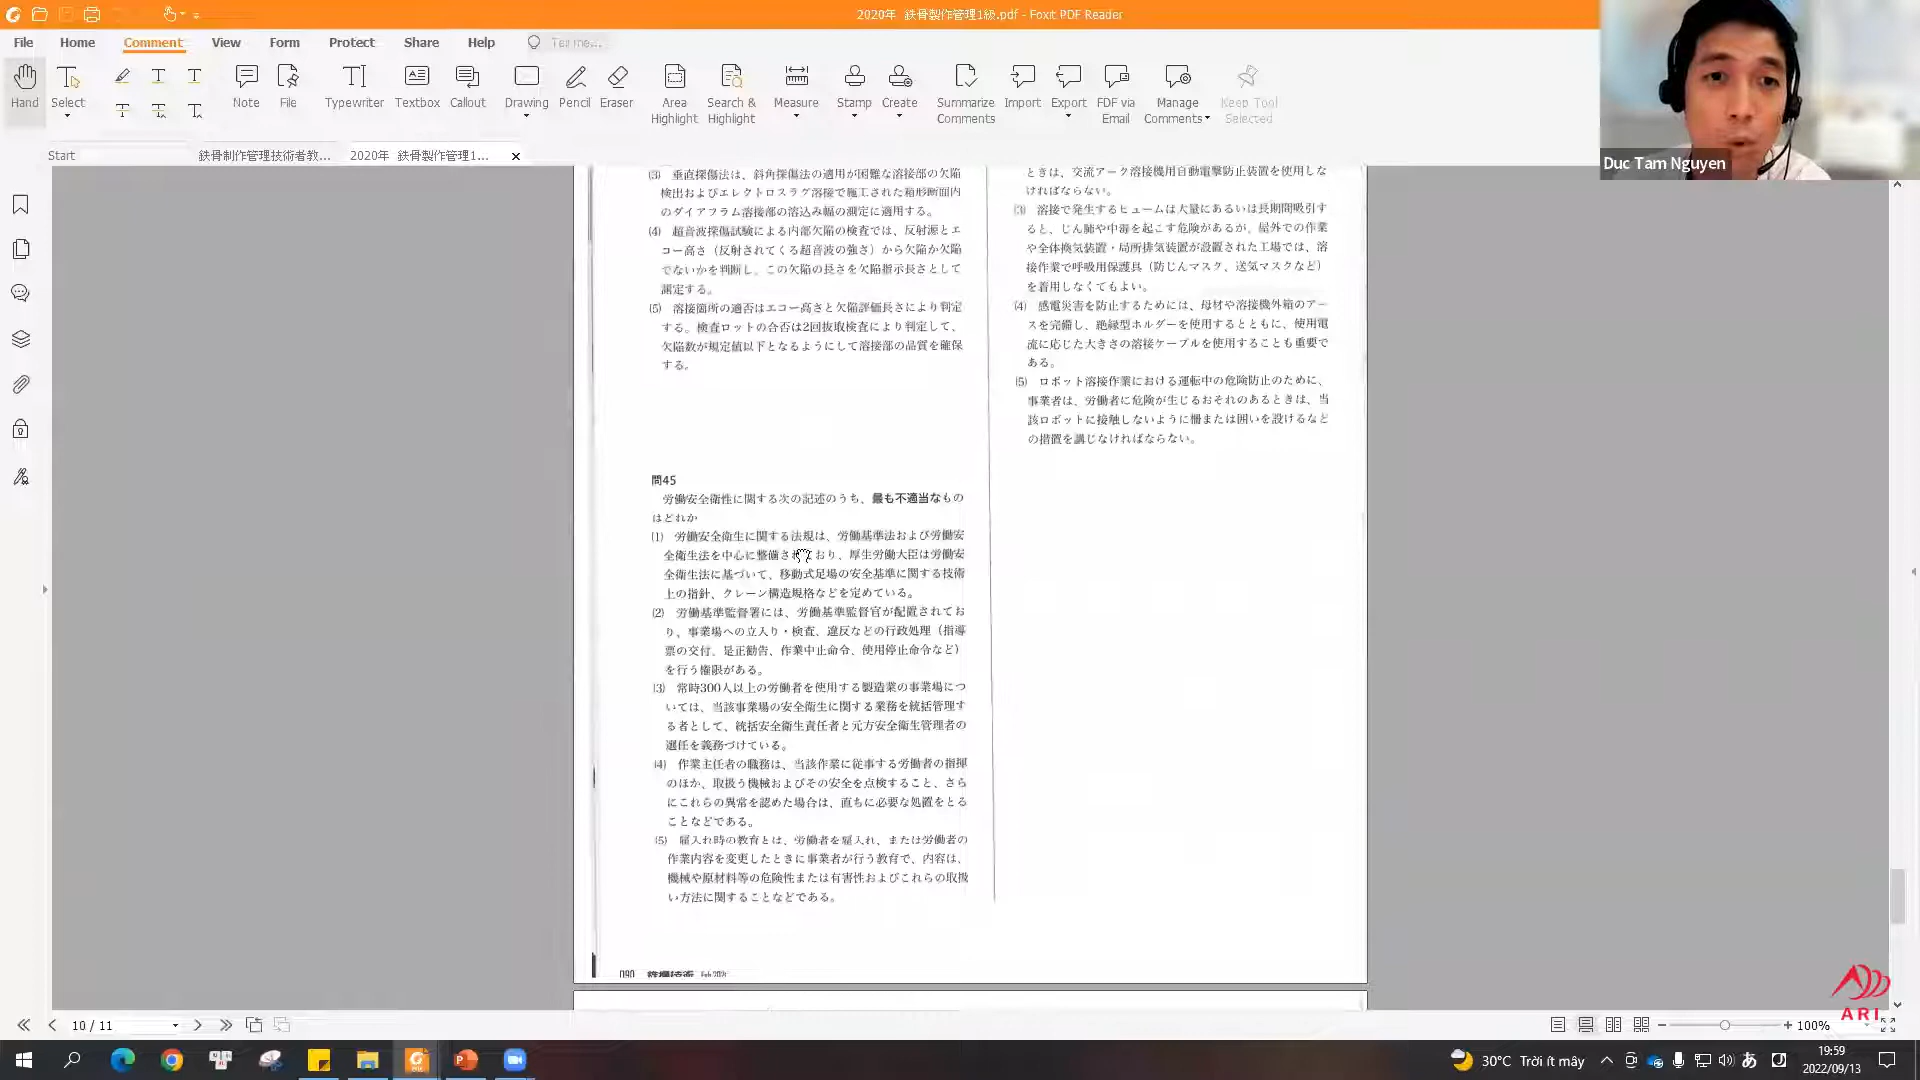 2020年 鉄骨製作管理1級.pdf - Foxit PDF Reader
File Home Comment View Form Protect Share Help Tell me...
Hand Select Note File Typewriter Textbox Callout Drawing Pencil Eraser Area Highlight Search & Highlight Measure Stamp Create Summarize Comments Import Export FDF via Email Manage Comments Keep Tool Selected
Duc Tam Nguyen
Start 鉄骨制作管理技術者教... 2020年 鉄骨製作管理1...
(3) 垂直探傷法は、斜角探傷法の適用が困難な溶接部の欠陥
検出およびエレクトロスラグ溶接で施工された箱形断面内
のダイアフラム溶接部の溶込み幅の測定に適用する。
(4) 超音波探傷試験による内部欠陥の検査では、反射源とエ
コー高さ（反射されてくる超音波の強さ）から欠陥か欠陥
でないかを判断し、この欠陥の長さを欠陥指示長さとして
測定する。
(5) 溶接箇所の適否はエコー高さと欠陥評価長さにより判定
する。検査ロットの合否は2回抜取検査により判定して、
欠陥数が規定値以下となるようにして溶接部の品質を確保
する。
問45
労働安全衛性に関する次の記述のうち、最も不適当なもの
はどれか
(1) 労働安全衛生に関する法規は、労働基準法および労働安
全衛生法を中心に整備されており、厚生労働大臣は労働安
全衛生法に基づいて、移動式足場の安全基準に関する技術
上の指針、クレーン構造規格などを定めている。
(2) 労働基準監督署には、労働基準監督官が配置されてお
り、事業場への立入り・検査、違反などの行政処理（指導
票の交付、是正勧告、作業中止命令、使用停止命令など）
を行う権限がある。
(3) 常時300人以上の労働者を使用する製造業の事業場につ
いては、当該事業場の安全衛生に関する業務を統括管理す
る者として、統括安全衛生責任者と元方安全衛生管理者の
選任を義務づけている。
(4) 作業主任者の職務は、当該作業に従事する労働者の指揮
のほか、取扱う機械およびその安全を点検すること、さら
にこれらの異常を認めた場合は、直ちに必要な処置をとる
ことなどである。
(5) 雇入れ時の教育とは、労働者を雇入れ、または労働者の
作業内容を変更したときに事業者が行う教育で、内容は、
機械や原材料等の危険性または有害性およびこれらの取扱
い方法に関することなどである。
090 鉄構技術 Feb.2021
ときは、交流アーク溶接機用自動電撃防止装置を使用しな
ければならない。
(3) 溶接で発生するヒュームは大量にあるいは長期間吸引す
ると、じん肺や中毒を起こす危険があるが、屋外での作業
や全体換気装置・局所排気装置が設置された工場では、溶
接作業で呼吸用保護具（防じんマスク、送気マスクなど）
を着用しなくてもよい。
(4) 感電災害を防止するためには、母材や溶接機外箱のアー
スを完備し、絶縁型ホルダーを使用するとともに、使用電
流に応じた大きさの溶接ケーブルを使用することも重要で
ある。
(5) ロボット溶接作業における運転中の危険防止のために、
事業者は、労働者に危険が生じるおそれのあるときは、当
該ロボットに接触しないように柵または囲いを設けるなど
の措置を講じなければならない。
ARI
10 / 11 100%
30°C Trời ít mây あ 19:59
2022/09/13